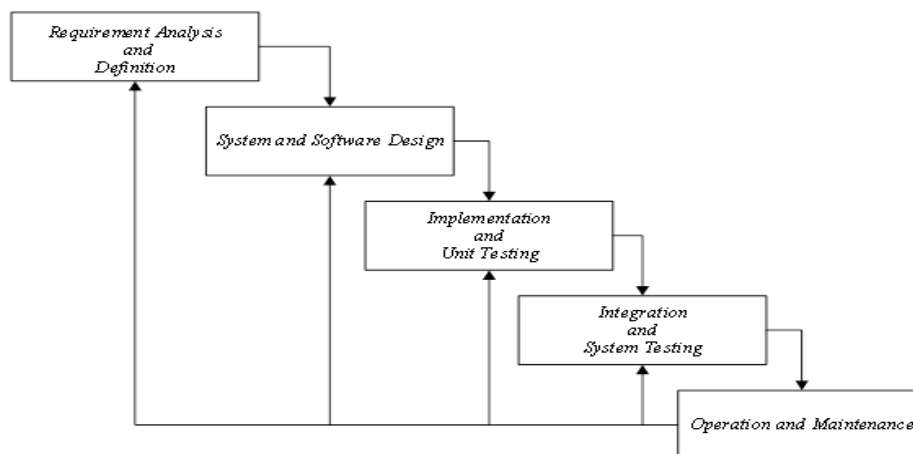 Requirement Analysis
and
Definition
System and Software Design
Implementation
and
Unit Testing
Integration
and
System Testing
Operation and Maintenance